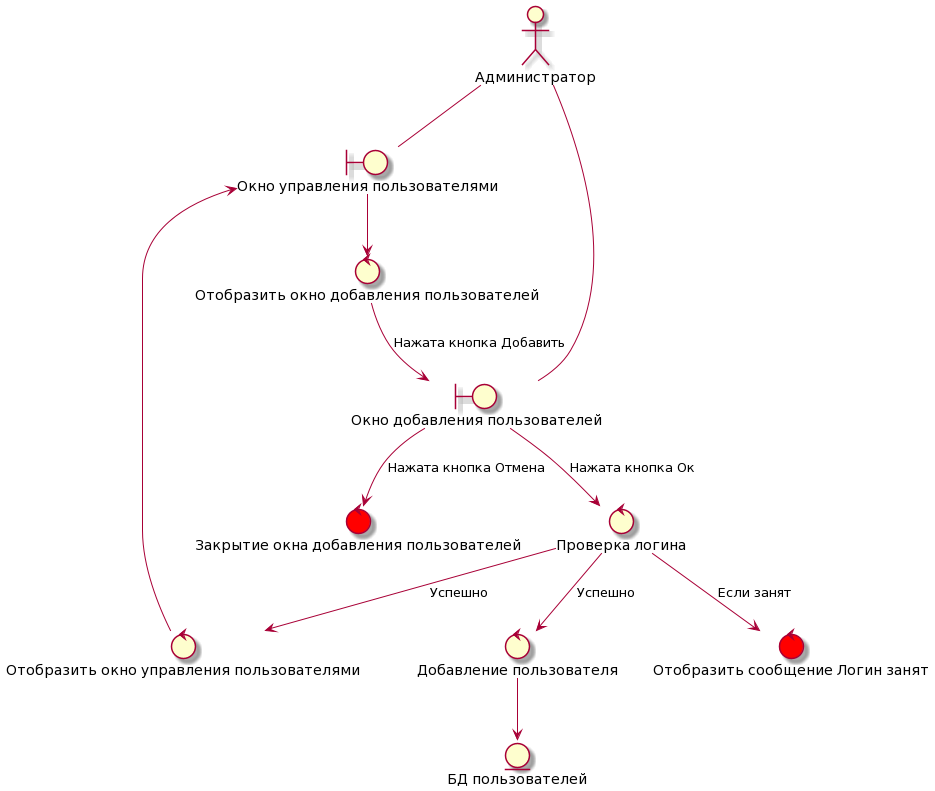 Администратор
Окно управления пользователями
Отобразить окно добавления пользователей
Нажата кнопка Добавить
Окно добавления пользователей
Нажата кнопка Отмена
Нажата кнопка Ок
Закрытие окна добавления пользователей
Проверка логина
Успешно
Успешно
Если занят
Отобразить окно управления пользователями
Добавление пользователя
Отобразить сообщение Логин занят
БД пользователей